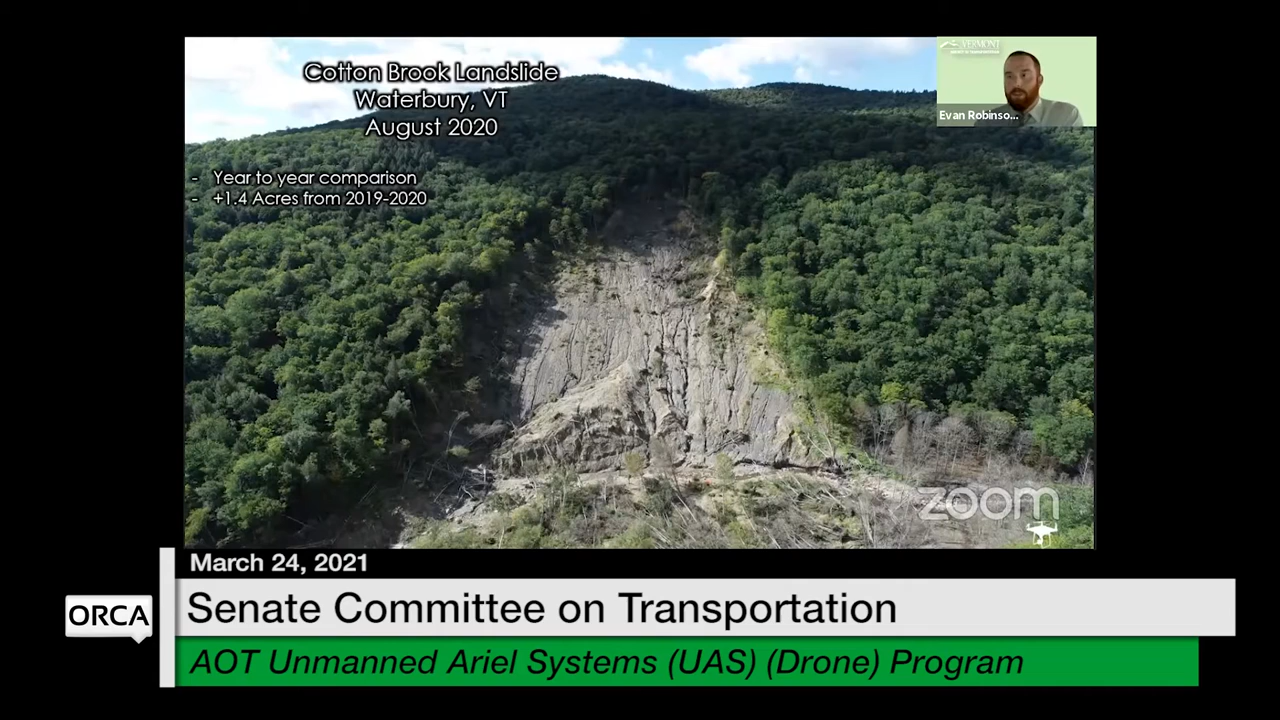 Cotton Brook Landslide
Waterbury, VT
August 2020
- Year to year comparison
- +1.4 Acres from 2019-2020
VERMONT
Evan Robinso...
zoom
March 24, 2021
ORCA
Senate Committee on Transportation
AOT Unmanned Ariel Systems (UAS) (Drone) Program